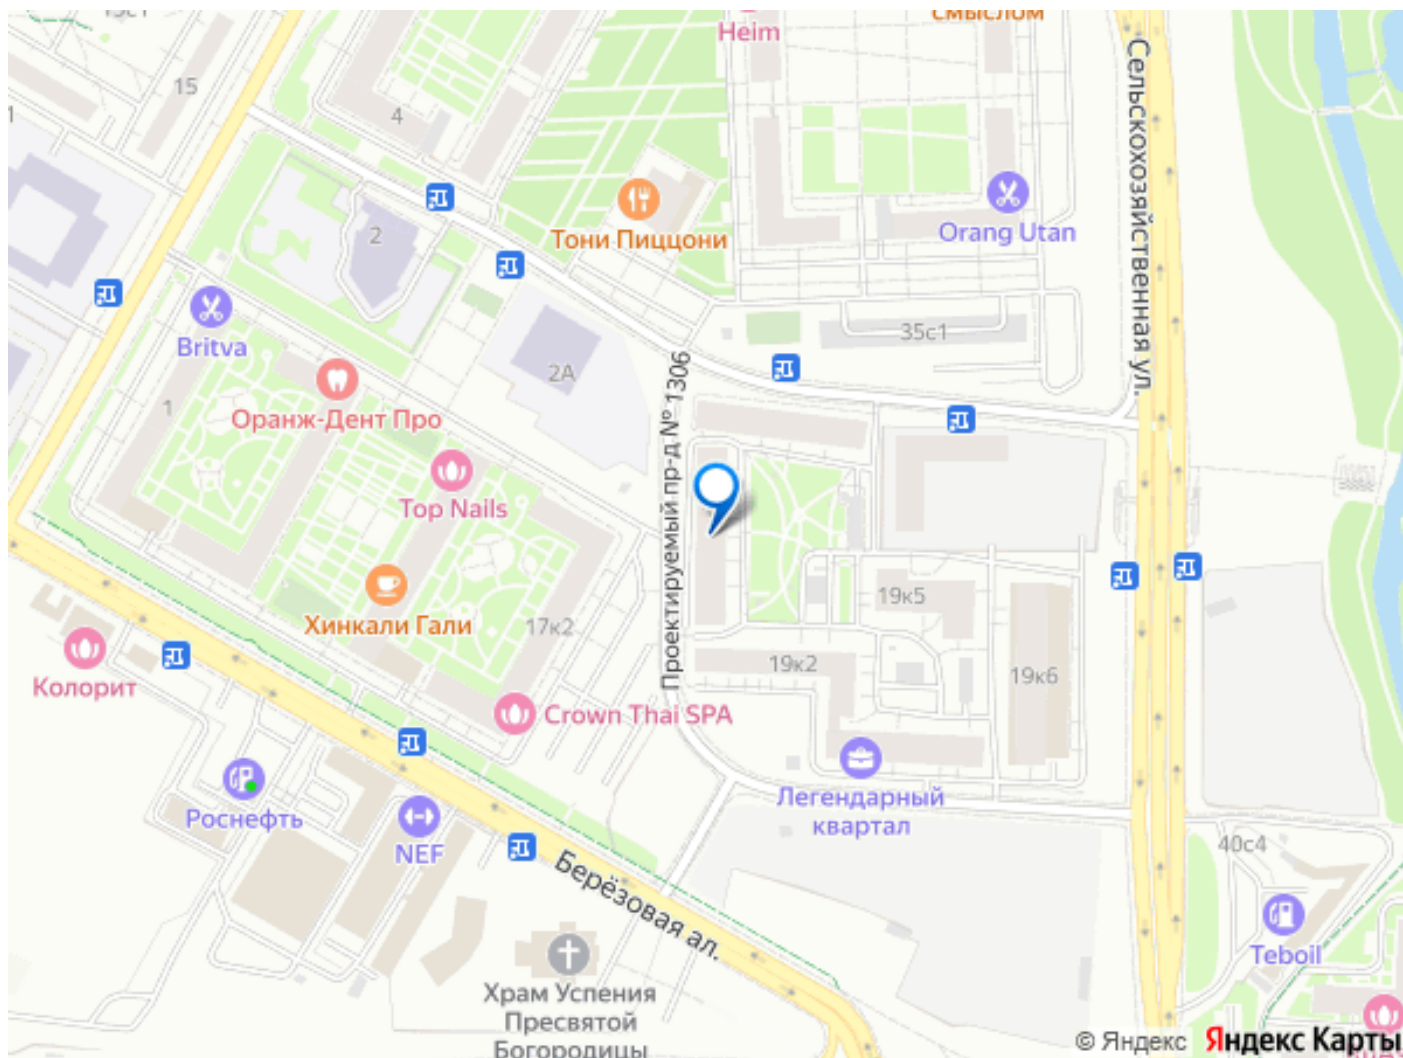 смыслом
Heim
15
4
1
Сельскохозяйственная ул.
2
Тони Пиццони
Orang Utan
Britva
35с1
Оранж-Дент Про
2А
1
Проектируемый пр-д № 1306
Top Nails
Хинкали Гали
17к2
19к5
19к2
19к6
Колорит
Crown Thai SPA
Роснефть
NEF
Легендарный
квартал
40с4
Берёзовая ал.
Teboil
Храм Успения
Пресвятой
Богородицы
© Яндекс Яндекс Карты